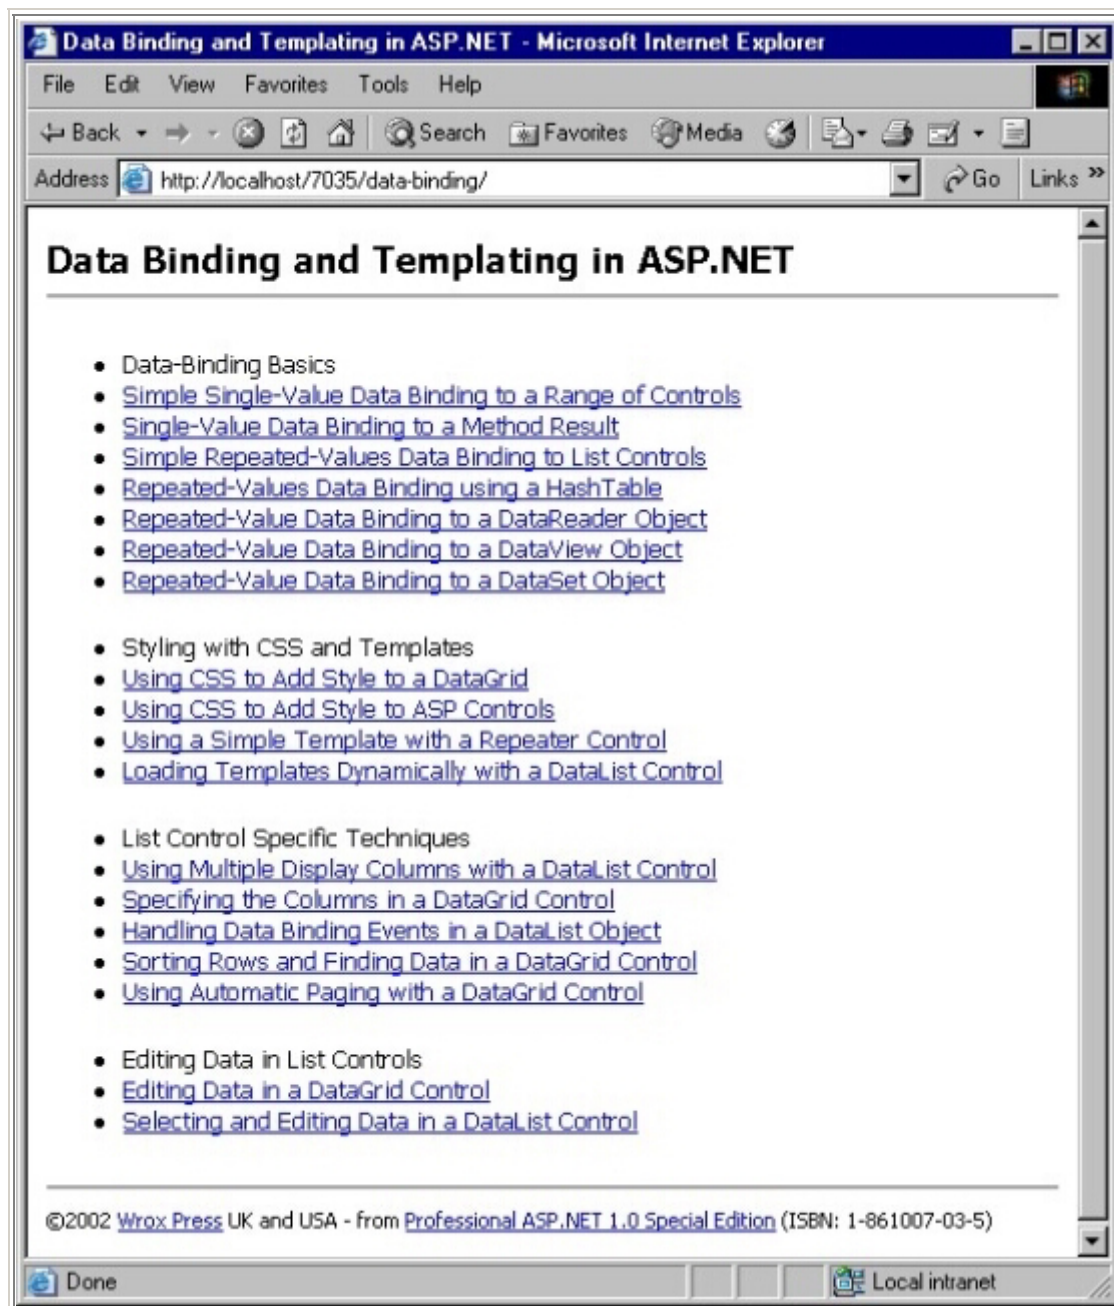 Data Binding and Templating in ASP.NET - Microsoft Internet Explorer
File Edit View Favorites Tools Help
Back Search Favorites Media
Address http://localhost/7035/data-binding/ Go Links »
Data Binding and Templating in ASP.NET
Data-Binding Basics
Simple Single-Value Data Binding to a Range of Controls
Single-Value Data Binding to a Method Result
Simple Repeated-Values Data Binding to List Controls
Repeated-Values Data Binding using a HashTable
Repeated-Value Data Binding to a DataReader Object
Repeated-Value Data Binding to a DataView Object
Repeated-Value Data Binding to a DataSet Object
Styling with CSS and Templates
Using CSS to Add Style to a DataGrid
Using CSS to Add Style to ASP Controls
Using a Simple Template with a Repeater Control
Loading Templates Dynamically with a DataList Control
List Control Specific Techniques
Using Multiple Display Columns with a DataList Control
Specifying the Columns in a DataGrid Control
Handling Data Binding Events in a DataList Object
Sorting Rows and Finding Data in a DataGrid Control
Using Automatic Paging with a DataGrid Control
Editing Data in List Controls
Editing Data in a DataGrid Control
Selecting and Editing Data in a DataList Control
©2002 Wrox Press UK and USA - from Professional ASP.NET 1.0 Special Edition (ISBN: 1-861007-03-5)
Done Local intranet